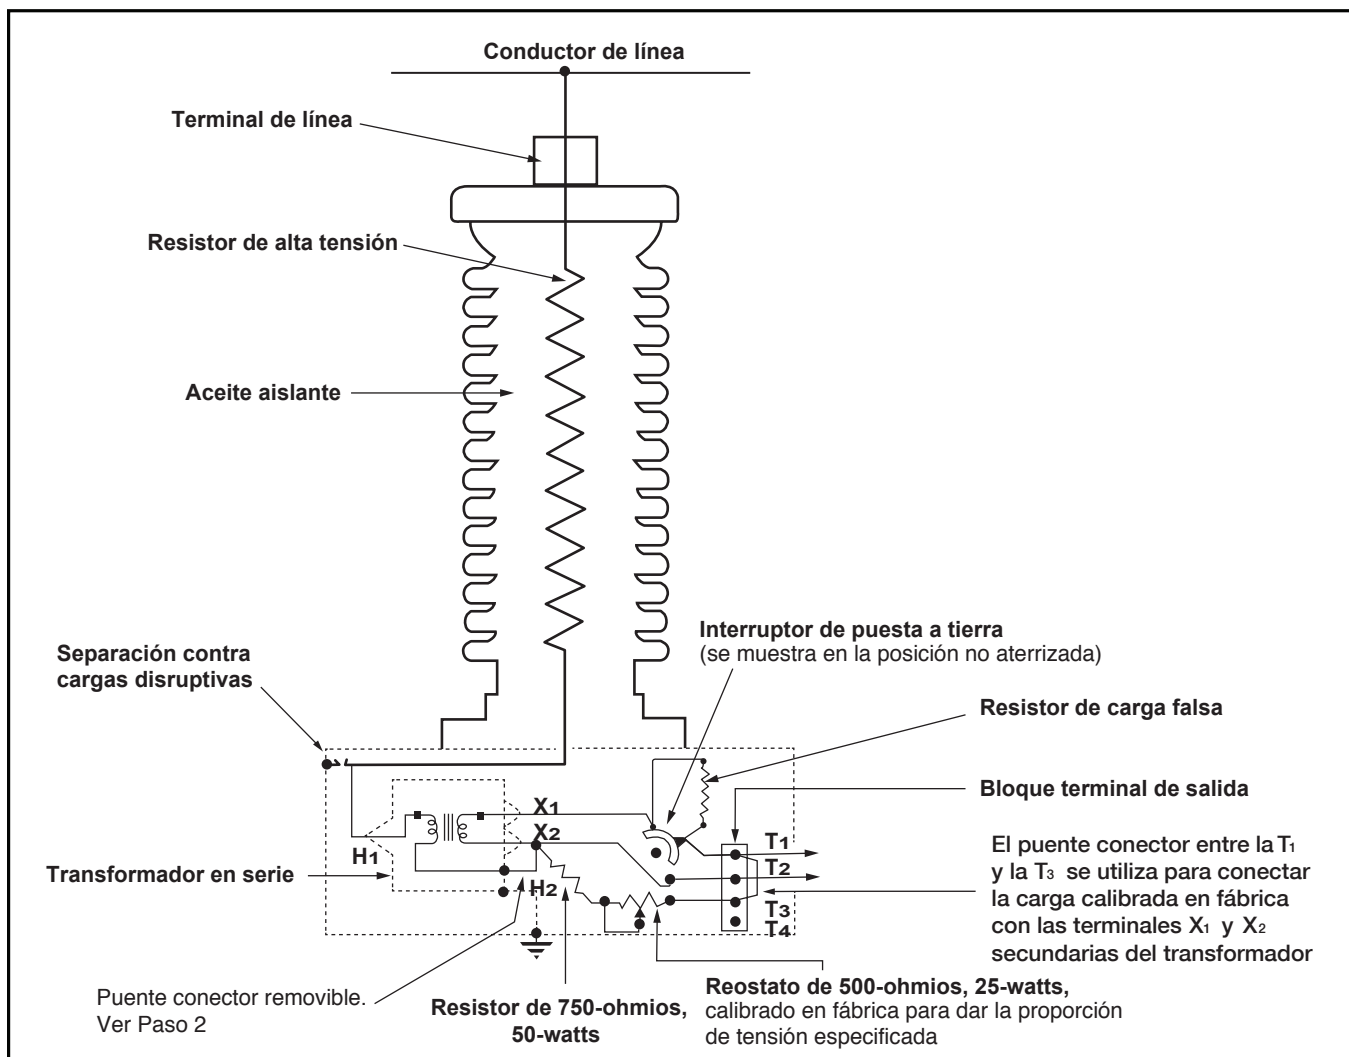 Conductor de línea
Terminal de línea
Resistor de alta tensión
Aceite aislante
Separación contra
cargas disruptivas
Interruptor de puesta a tierra
(se muestra en la posición no aterrizada)
Resistor de carga falsa
Bloque terminal de salida
X1
X2
H1
H2
T1
T2
T3
T4
Transformador en serie
El puente conector entre la T1
y la T3 se utiliza para conectar
la carga calibrada en fábrica
con las terminales X1 y X2
secundarias del transformador
Puente conector removible.
Ver Paso 2
Resistor de 750-ohmios,
50-watts
Reostato de 500-ohmios, 25-watts,
calibrado en fábrica para dar la proporción
de tensión especificada